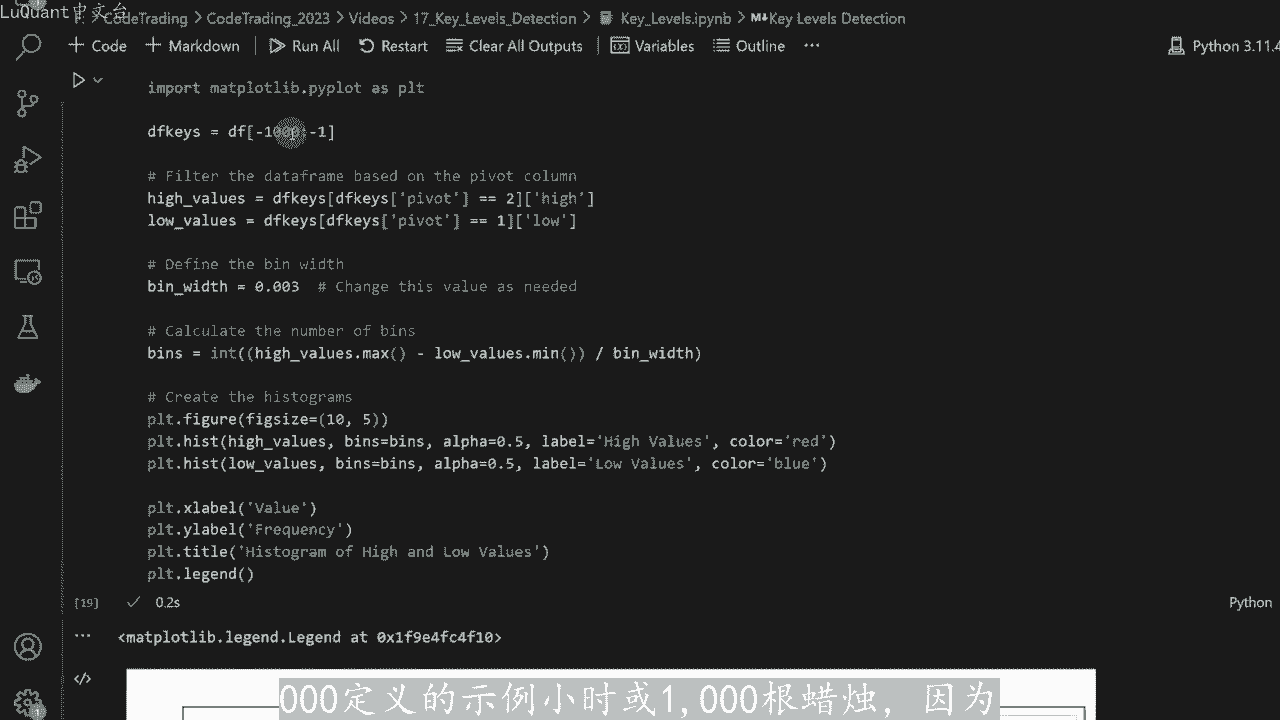 LuQuant中文台
CodeTrading > CodeTrading_2023 > Videos > 17_Key_Levels_Detection > Key_Levels.ipynb > M↓Key Levels Detection
+ Code + Markdown Run All Restart Clear All Outputs Variables Outline ··· Python 3.11.4
import matplotlib.pyplot as plt
dfkeys = df[-1000:-1]
# Filter the dataframe based on the pivot column
high_values = dfkeys[dfkeys['pivot'] == 2]['high']
low_values = dfkeys[dfkeys['pivot'] == 1]['low']
# Define the bin width
bin_width = 0.003 # Change this value as needed
# Calculate the number of bins
bins = int((high_values.max() - low_values.min()) / bin_width)
# Create the histograms
plt.figure(figsize=(10, 5))
plt.hist(high_values, bins=bins, alpha=0.5, label='High Values', color='red')
plt.hist(low_values, bins=bins, alpha=0.5, label='Low Values', color='blue')
plt.xlabel('Value')
plt.ylabel('Frequency')
plt.title('Histogram of High and Low Values')
plt.legend()
[19] ✓ 0.2s Python
··· <matplotlib.legend.Legend at 0x1f9e4fc4f10>
</>
000定义的示例小时或1,000根蜡烛，因为